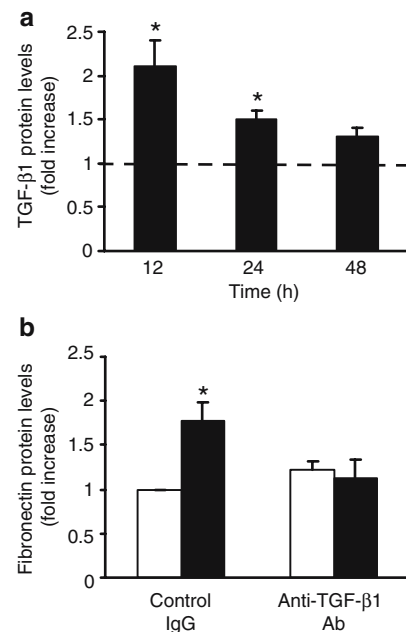 a
TGF-β1 protein levels
(fold increase)
2.5
2
1.5
1
0.5
0
*
*
12 24 48
Time (h)
b
Fibronectin protein levels
(fold increase)
2.5
2
1.5
1
0.5
0
*
Control Anti-TGF-β1
IgG Ab